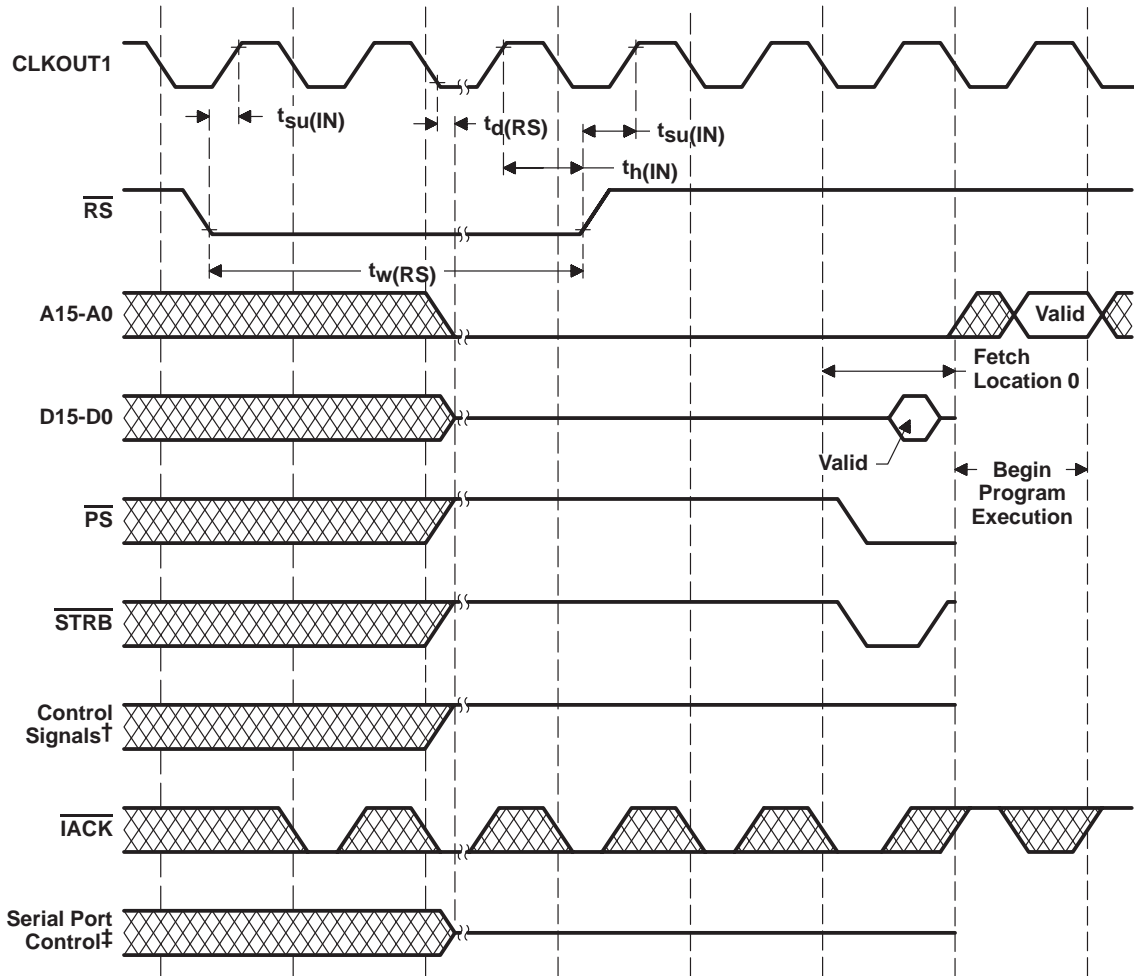 CLKOUT1
tsu(IN)
td(RS)
tsu(IN)
th(IN)
RS
tw(RS)
A15-A0
Valid
Fetch
Location 0
D15-D0
Valid
Begin
Program
Execution
PS
STRB
Control
Signals†
IACK
Serial Port
Control‡